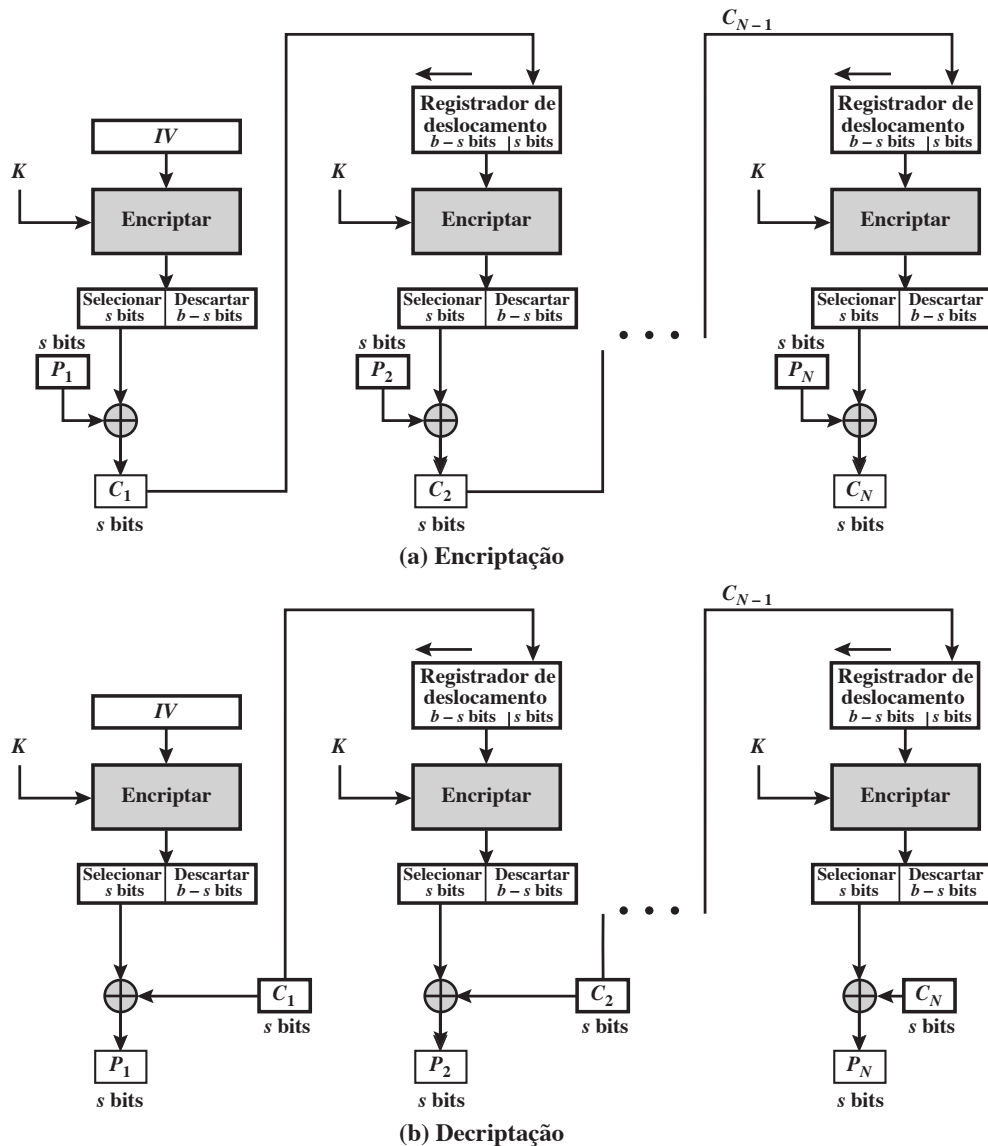 C_{N-1}
Registrador de
deslocamento
b – s bits | s bits
Registrador de
deslocamento
b – s bits | s bits
IV
K
K
K
Encriptar
Encriptar
Encriptar
Selecionar
s bits
Descartar
b – s bits
Selecionar
s bits
Descartar
b – s bits
Selecionar
s bits
Descartar
b – s bits
s bits
P_1
s bits
P_2
s bits
P_N
C_1
s bits
C_2
s bits
C_N
s bits
(a) Encriptação
C_{N-1}
Registrador de
deslocamento
b – s bits | s bits
Registrador de
deslocamento
b – s bits | s bits
IV
K
K
K
Encriptar
Encriptar
Encriptar
Selecionar
s bits
Descartar
b – s bits
Selecionar
s bits
Descartar
b – s bits
Selecionar
s bits
Descartar
b – s bits
C_1
s bits
C_2
s bits
C_N
s bits
P_1
s bits
P_2
s bits
P_N
s bits
(b) Decriptação